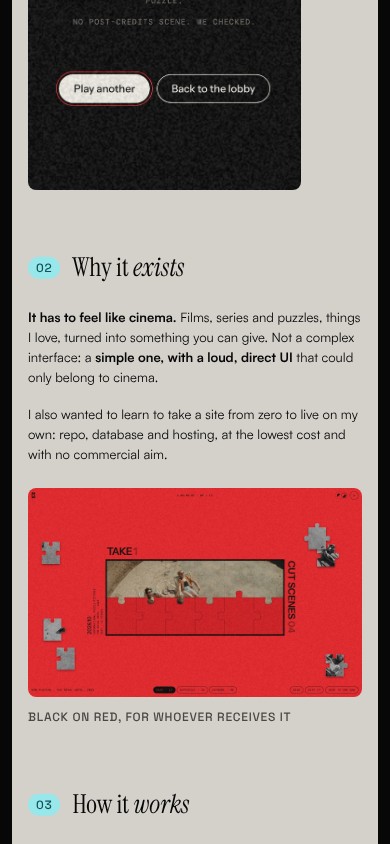 PUZZLE.
NO POST-CREDITS SCENE. WE CHECKED.
Play another
Back to the lobby
02
Why it exists
It has to feel like cinema. Films, series and puzzles, things
I love, turned into something you can give. Not a complex
interface: a simple one, with a loud, direct UI that could
only belong to cinema.
I also wanted to learn to take a site from zero to live on my
own: repo, database and hosting, at the lowest cost and
with no commercial aim.
TAKE1
CUT SCENES 04
BLACK ON RED, FOR WHOEVER RECEIVES IT
03
How it works